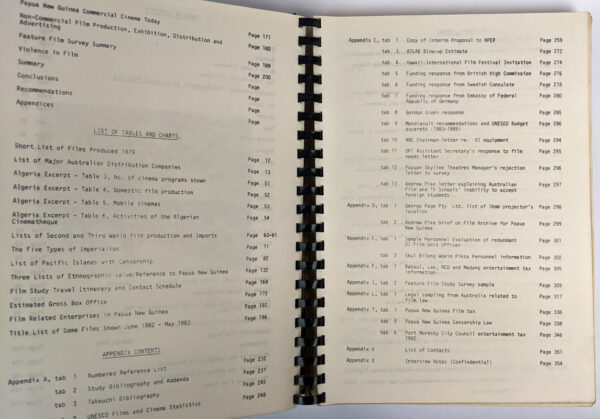 Papua New Guinea Commercial Cinema Today Page 171
Non-Commercial Film Production, Exhibition, Distribution and
Advertising Page 182
Feature Film Survey Summary Page 189
Violence in Film Page 200
Summary Page
Conclusions Page
Recommendations Page
Appendices Page
LIST OF TABLES AND CHARTS.
Short List of Films Produced 1979 Page 12
List of Major Australian Distribution Companies Page 13
Algeria Excerpt - Table 3, No. of cinema programs shown Page 51
Algeria Excerpt - Table 4, Domestic film production Page 52
Algeria Excerpt - Table 5, Mobile cinemas Page 53
Algeria Excerpt - Table 6, Activities of the Algerian
Cinematheque Page 54
Lists of Second and Third World film production and Imports Page 60-61
The Five Types of Imperialism Page 71
List of Pacific Islands with Censorship Page 82
Three Lists of Ethnographic Value/Reference to Papua New Guinea Page 132
Film Study Travel Itinerary and Contact Schedule Page 168
Estimated Gross Box Office Page 172
Film Related Enterprises in Papua New Guinea Page 192
Title List of Some Films Shown June 1982 - May 1983 Page 196
APPENDIX CONTENTS
Appendix A, tab 1 Numbered Reference List Page 232
tab 2 Study Bibliography and Addenda Page 237
tab 3 Takeuchi Bibliography Page 245
UNESCO Films and Cinema Statistics Page 248
Appendix C, tab 1 Copy of Interim Proposal to NPEP Page 259
tab 3 ATLAB Blow-up Estimate Page 272
tab 4 Hawaii International Film Festival Invitation Page 274
tab 5 Funding response from British High Commission Page 276
tab 6 Funding response from Swedish Consulate Page 278
tab 7 Funding response from Embassy of Federal
Republic of Germany Page 280
tab 8 Gordon Sioni response Page 285
tab 9 Mondiacult recommendations and UNESCO Budget
excerpts (1983-1985) Page 286
tab 10 NBC Chairman letter re: OI equipment Page 294
tab 11 DPI Assistant Secretary's response to film
needs letter Page 295
tab 12 Papuan Skyline Theatres Manager's rejection
letter to survey Page 296
tab 13 Andrew Pike letter explaining Australian
Film and TV Schools' inability to accept
foreign students Page 297
Appendix D, tab 1 George Page Pty. Ltd. list of 16mm projector's
location Page 298
tab 2 Andrew Pike brief on Film Archive for Papua
New Guinea Page 299
Appendix E, tab 1 Sample Personnel Evaluation of redundant
OI Film Unit Officer Page 302
tab 2 Skul Bilong Wokim Piksa Personnel information Page 309
Appendix F, tab 1 Rabaul, Lae, NCD and Madang entertainment tax
information Page 302
Appendix J, tab 2 Feature Film Study Survey sample Page 309
Appendix L, tab 1 Legal sampling from Australia related to
film law Page 317
Appendix T, tab 1 Papua New Guinea film tax Page 336
tab 5 Papua New Guinea Censorship Law Page 338
tab 6 Port Moresby City Council entertainment tax
1982 Page 346
Appendix V List of Contacts Page 351
Appendix X Interview Notes (Confindential) Page 354